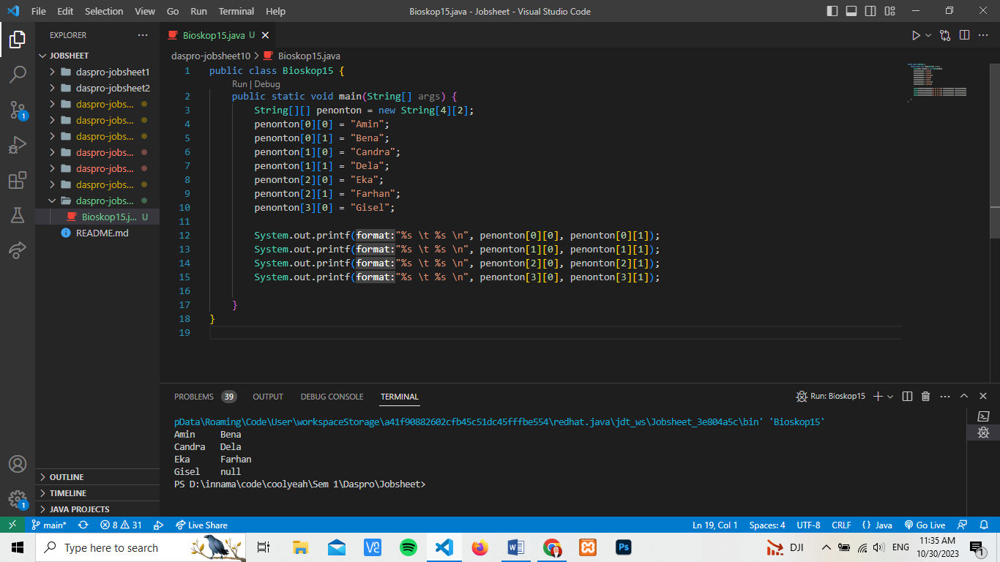 File Edit Selection View Go Run Terminal Help
Bioskop15.java - Jobsheet - Visual Studio Code
EXPLORER
JOBSHEET
daspro-jobsheet1
daspro-jobsheet2
daspro-jobs...
daspro-jobs...
daspro-jobs...
daspro-jobs...
daspro-jobs...
daspro-jobs...
daspro-jobs...
Bioskop15.j... U
README.md
OUTLINE
TIMELINE
JAVA PROJECTS
Bioskop15.java U
daspro-jobsheet10 > Bioskop15.java
1 public class Bioskop15 {
Run | Debug
2 public static void main(String[] args) {
3 String[][] penonton = new String[4][2];
4 penonton[0][0] = "Amin";
5 penonton[0][1] = "Bena";
6 penonton[1][0] = "Candra";
7 penonton[1][1] = "Dela";
8 penonton[2][0] = "Eka";
9 penonton[2][1] = "Farhan";
10 penonton[3][0] = "Gisel";
11
12 System.out.printf(format:"%s \t %s \n", penonton[0][0], penonton[0][1]);
13 System.out.printf(format:"%s \t %s \n", penonton[1][0], penonton[1][1]);
14 System.out.printf(format:"%s \t %s \n", penonton[2][0], penonton[2][1]);
15 System.out.printf(format:"%s \t %s \n", penonton[3][0], penonton[3][1]);
16
17 }
18 }
19
PROBLEMS 39 OUTPUT DEBUG CONSOLE TERMINAL
Run: Bioskop15
pData\Roaming\Code\User\workspaceStorage\a41f90882602cfb45c51dc45fffbe554\redhat.java\jdt_ws\Jobsheet_3e804a5c\bin' 'Bioskop15'
Amin Bena
Candra Dela
Eka Farhan
Gisel null
PS D:\innama\code\coolyeah\Sem 1\Daspro\Jobsheet>
1
1
main* 8 31 Live Share
Ln 19, Col 1 Spaces: 4 UTF-8 CRLF {} Java Go Live
Type here to search
Ps
DJI
ENG
11:35 AM
10/30/2023
1